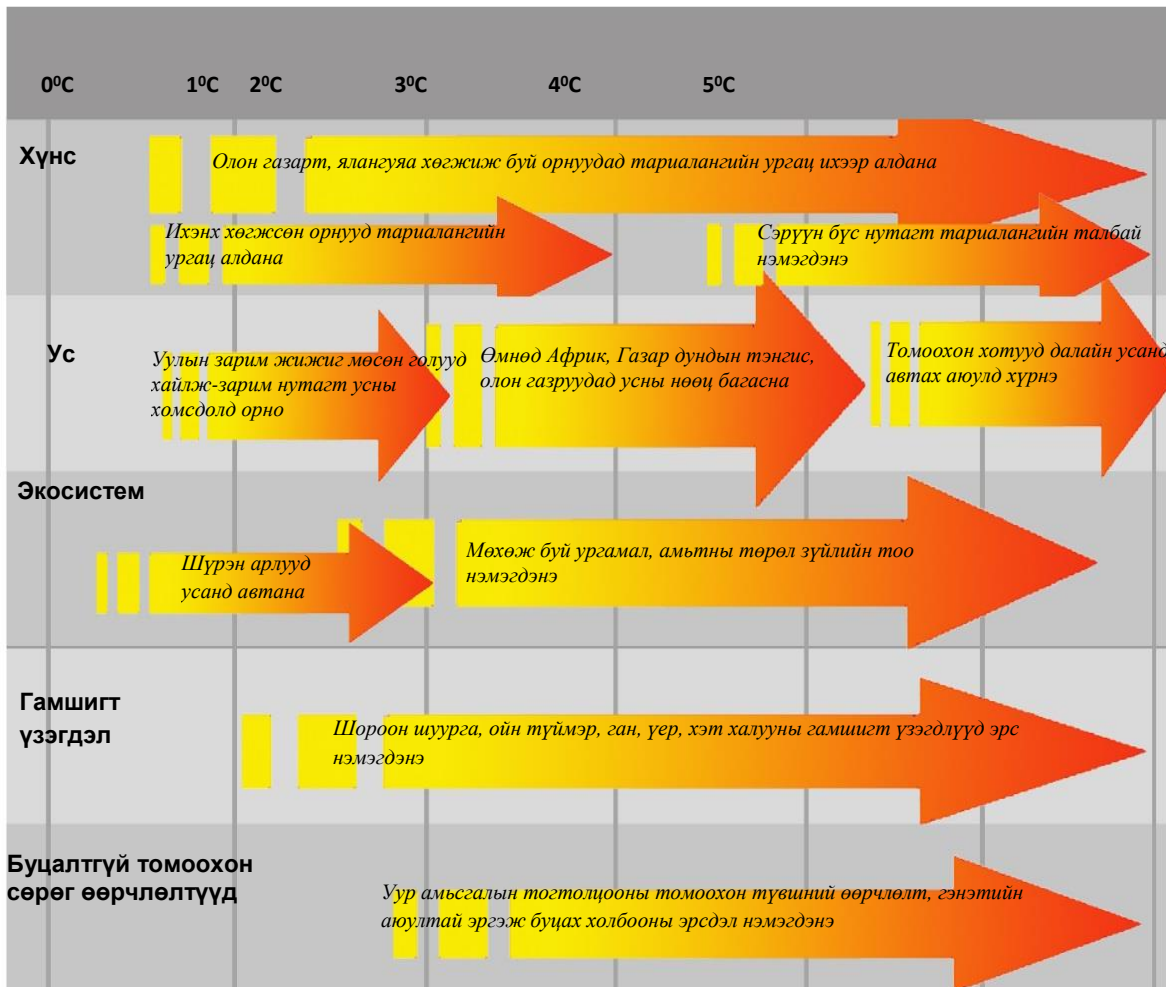 0⁰C 1⁰C 2⁰C 3⁰C 4⁰C 5⁰C
Хүнс
Олон газарт, ялангуяа хөгжиж буй орнуудад тариалангийн ургац ихээр алдана
Ихэнх хөгжсөн орнууд тариалангийн
ургац алдана
Сэрүүн бүс нутагт тариалангийн талбай
нэмэгдэнэ
Ус
Уулын зарим жижиг мөсөн голууд
хайлж-зарим нутагт усны
хомсдолд орно
Өмнөд Африк, Газар дундын тэнгис,
олон газруудад усны нөөц багасна
Томоохон хотууд далайн усанд
автах аюулд хүрнэ
Экосистем
Шүрэн арлууд
усанд автана
Мөхөж буй ургамал, амьтны төрөл зүйлийн тоо
нэмэгдэнэ
Гамшигт
үзэгдэл
Шороон шуурга, ойн түймэр, ган, үер, хэт халууны гамшигт үзэгдлүүд эрс
нэмэгдэнэ
Буцалтгүй томоохон
сөрөг өөрчлөлтүүд
Уур амьсгалын тогтолцооны томоохон түвшний өөрчлөлт, гэнэтийн
аюултай эргэж буцах холбооны эрсдэл нэмэгдэнэ